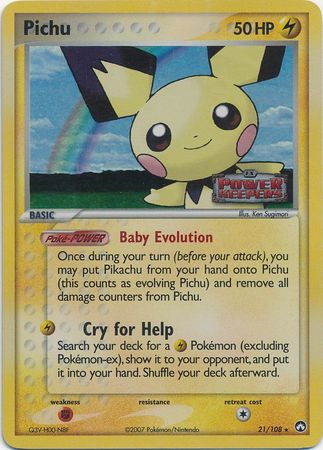 Pichu 50 HP
EX
POWER
KEEPERS
BASIC
Illus. Ken Sugimori
Poké-POWER Baby Evolution
Once during your turn (before your attack), you
may put Pikachu from your hand onto Pichu
(this counts as evolving Pichu) and remove all
damage counters from Pichu.
Cry for Help
Search your deck for a Pokémon (excluding
Pokémon-ex), show it to your opponent, and put
it into your hand. Shuffle your deck afterward.
weakness resistance retreat cost
Q3V-H00-N8F ©2007 Pokémon/Nintendo 21/108 ★